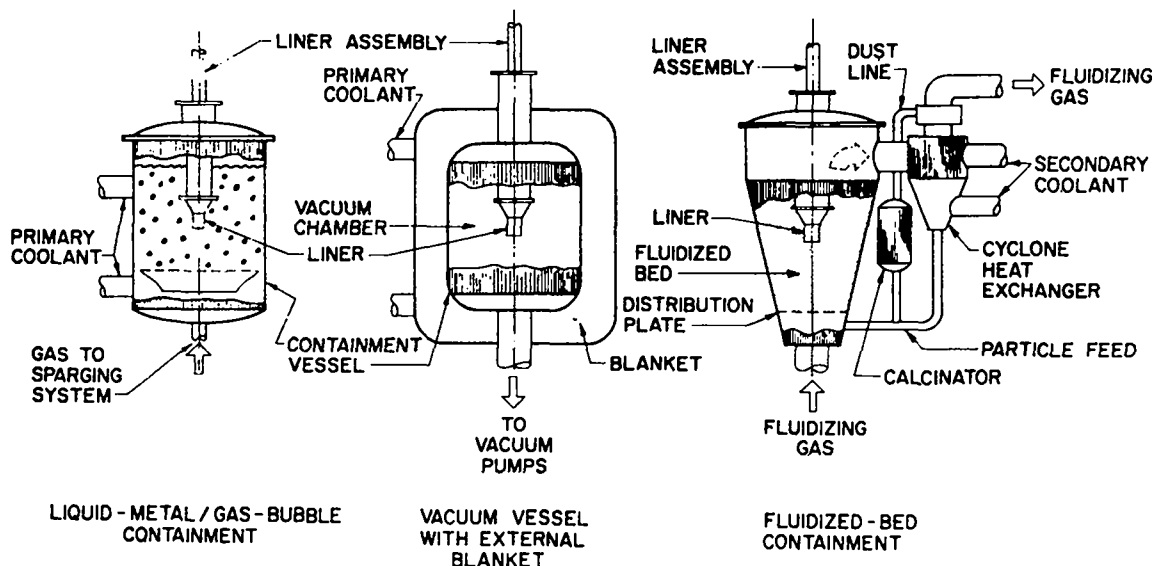 LINER ASSEMBLY
PRIMARY
COOLANT
VACUUM
CHAMBER
LINER
PRIMARY
COOLANT
CONTAINMENT
VESSEL
GAS TO
SPARGING
SYSTEM
BLANKET
TO
VACUUM
PUMPS
LINER
ASSEMBLY
DUST
LINE
FLUIDIZING
GAS
SECONDARY
COOLANT
LINER
FLUIDIZED
BED
CYCLONE
HEAT
EXCHANGER
DISTRIBUTION
PLATE
PARTICLE FEED
CALCINATOR
FLUIDIZING
GAS
LIQUID-METAL/GAS-BUBBLE
CONTAINMENT
VACUUM VESSEL
WITH EXTERNAL
BLANKET
FLUIDIZED-BED
CONTAINMENT